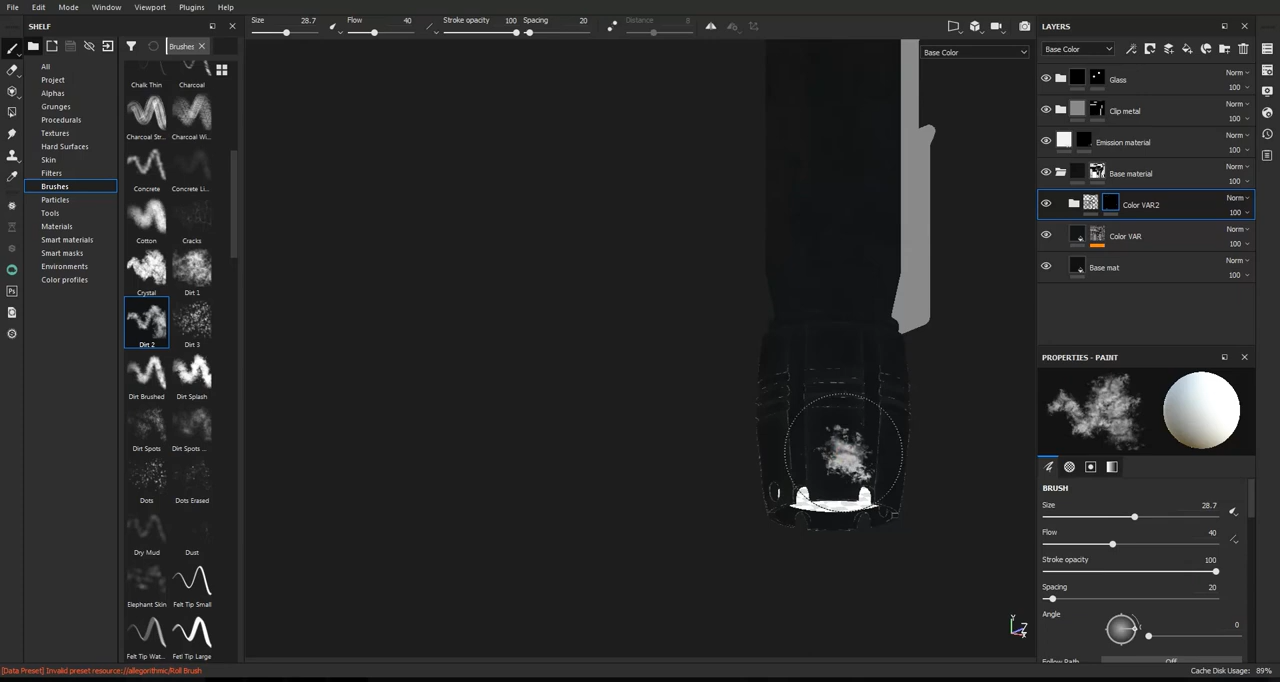 File Edit Mode Window Viewport Plugins Help
SHELF
Size 28.7 Flow 40 Stroke opacity 100 Spacing 20 Distance 8
Brushes
All
Project
Alphas
Grunges
Procedurals
Textures
Hard Surfaces
Skin
Filters
Brushes
Particles
Tools
Materials
Smart materials
Smart masks
Environments
Color profiles
Chalk Thin Charcoal
Charcoal Str... Charcoal Wi...
Concrete Concrete Li...
Cotton Cracks
Crystal Dirt 1
Dirt 2 Dirt 3
Dirt Brushed Dirt Splash
Dirt Spots Dirt Spots ...
Dots Dots Erased
Dry Mud Dust
Elephant Skin Felt Tip Small
Felt Tip Wat... Fetl Tip Large
Base Color
Y
Z
X
LAYERS
Base Color
Glass Norm 100
Clip metal Norm 100
Emission material Norm 100
Base material Norm 100
Color VAR2 Norm 100
Color VAR Norm 100
Base mat Norm 100
PROPERTIES - PAINT
BRUSH
Size 28.7
Flow 40
Stroke opacity 100
Spacing 20
Angle 0
Follow Path Off
Ps
[Data Preset] Invalid preset resource://allegorithmic/Roll Brush
Cache Disk Usage: 89%